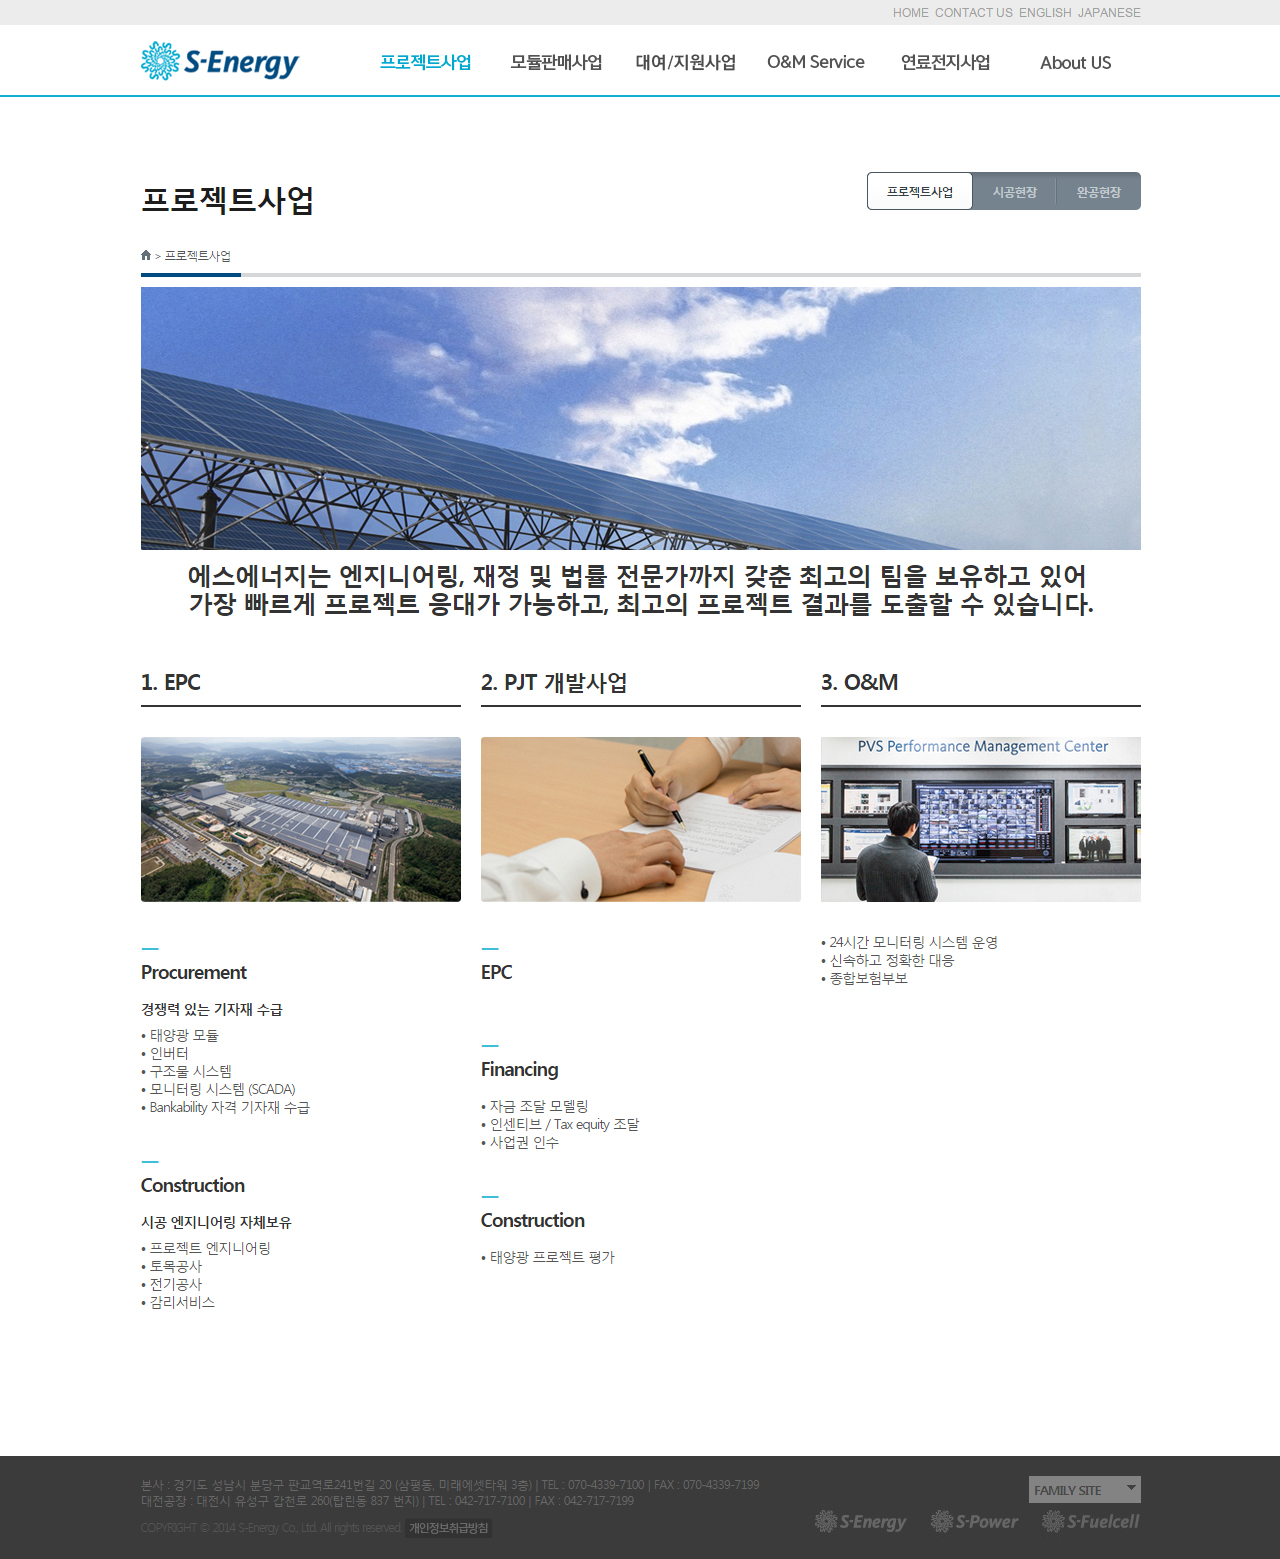 HOME CONTACT US ENGLISH JAPANESE
S-Energy
프로젝트사업 모듈판매사업 대여/지원사업 O&M Service 연료전지사업 About US
프로젝트사업
프로젝트사업 시공현장 완공현장
> 프로젝트사업
에스에너지는 엔지니어링, 재정 및 법률 전문가까지 갖춘 최고의 팀을 보유하고 있어
가장 빠르게 프로젝트 응대가 가능하고, 최고의 프로젝트 결과를 도출할 수 있습니다.
1. EPC
Procurement
경쟁력 있는 기자재 수급
• 태양광 모듈
• 인버터
• 구조물 시스템
• 모니터링 시스템 (SCADA)
• Bankability 자격 기자재 수급
Construction
시공 엔지니어링 자체보유
• 프로젝트 엔지니어링
• 토목공사
• 전기공사
• 감리서비스
2. PJT 개발사업
EPC
Financing
• 자금 조달 모델링
• 인센티브 / Tax equity 조달
• 사업권 인수
Construction
• 태양광 프로젝트 평가
3. O&M
PVS Performance Management Center
• 24시간 모니터링 시스템 운영
• 신속하고 정확한 대응
• 종합보험부보
본사 : 경기도 성남시 분당구 판교역로241번길 20 (삼평동, 미래에셋타워 3층) | TEL : 070-4339-7100 | FAX : 070-4339-7199
대전공장 : 대전시 유성구 갑천로 260(탑립동 837 번지) | TEL : 042-717-7100 | FAX : 042-717-7199
COPYRIGHT © 2014 S-Energy Co., Ltd. All rights reserved. 개인정보취급방침
FAMILY SITE
S-Energy S-Power S-Fuelcell